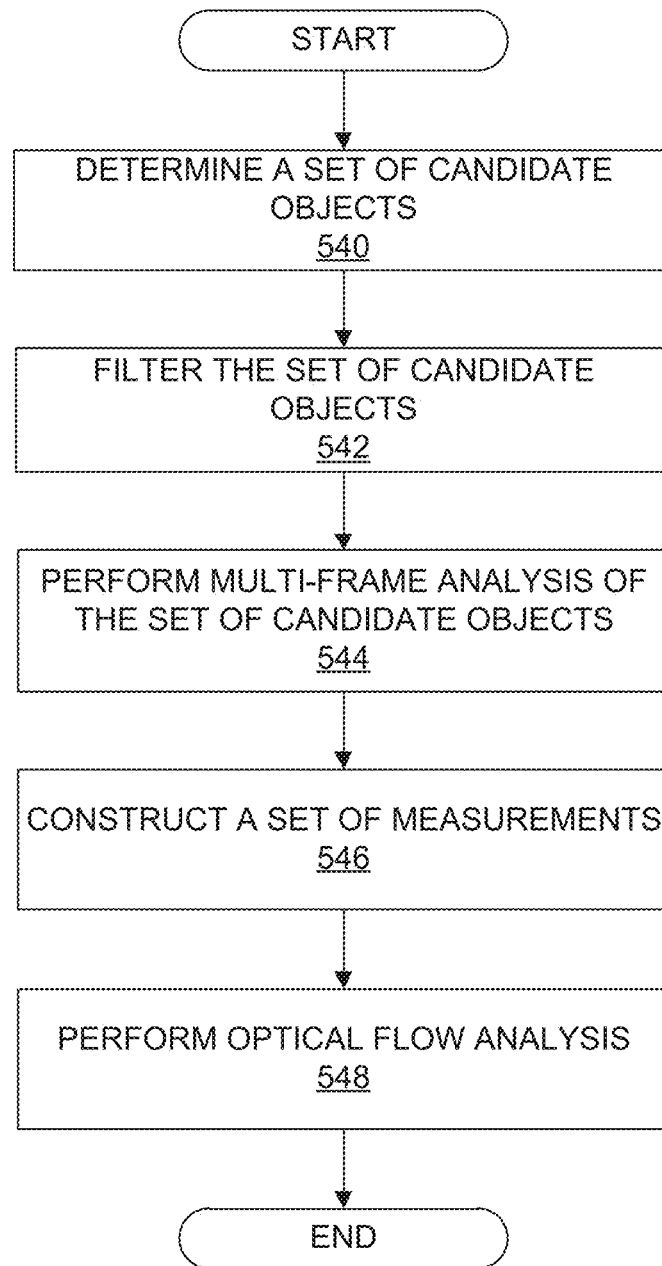 START
DETERMINE A SET OF CANDIDATE
OBJECTS
540
FILTER THE SET OF CANDIDATE
OBJECTS
542
PERFORM MULTI-FRAME ANALYSIS OF
THE SET OF CANDIDATE OBJECTS
544
CONSTRUCT A SET OF MEASUREMENTS
546
PERFORM OPTICAL FLOW ANALYSIS
548
END